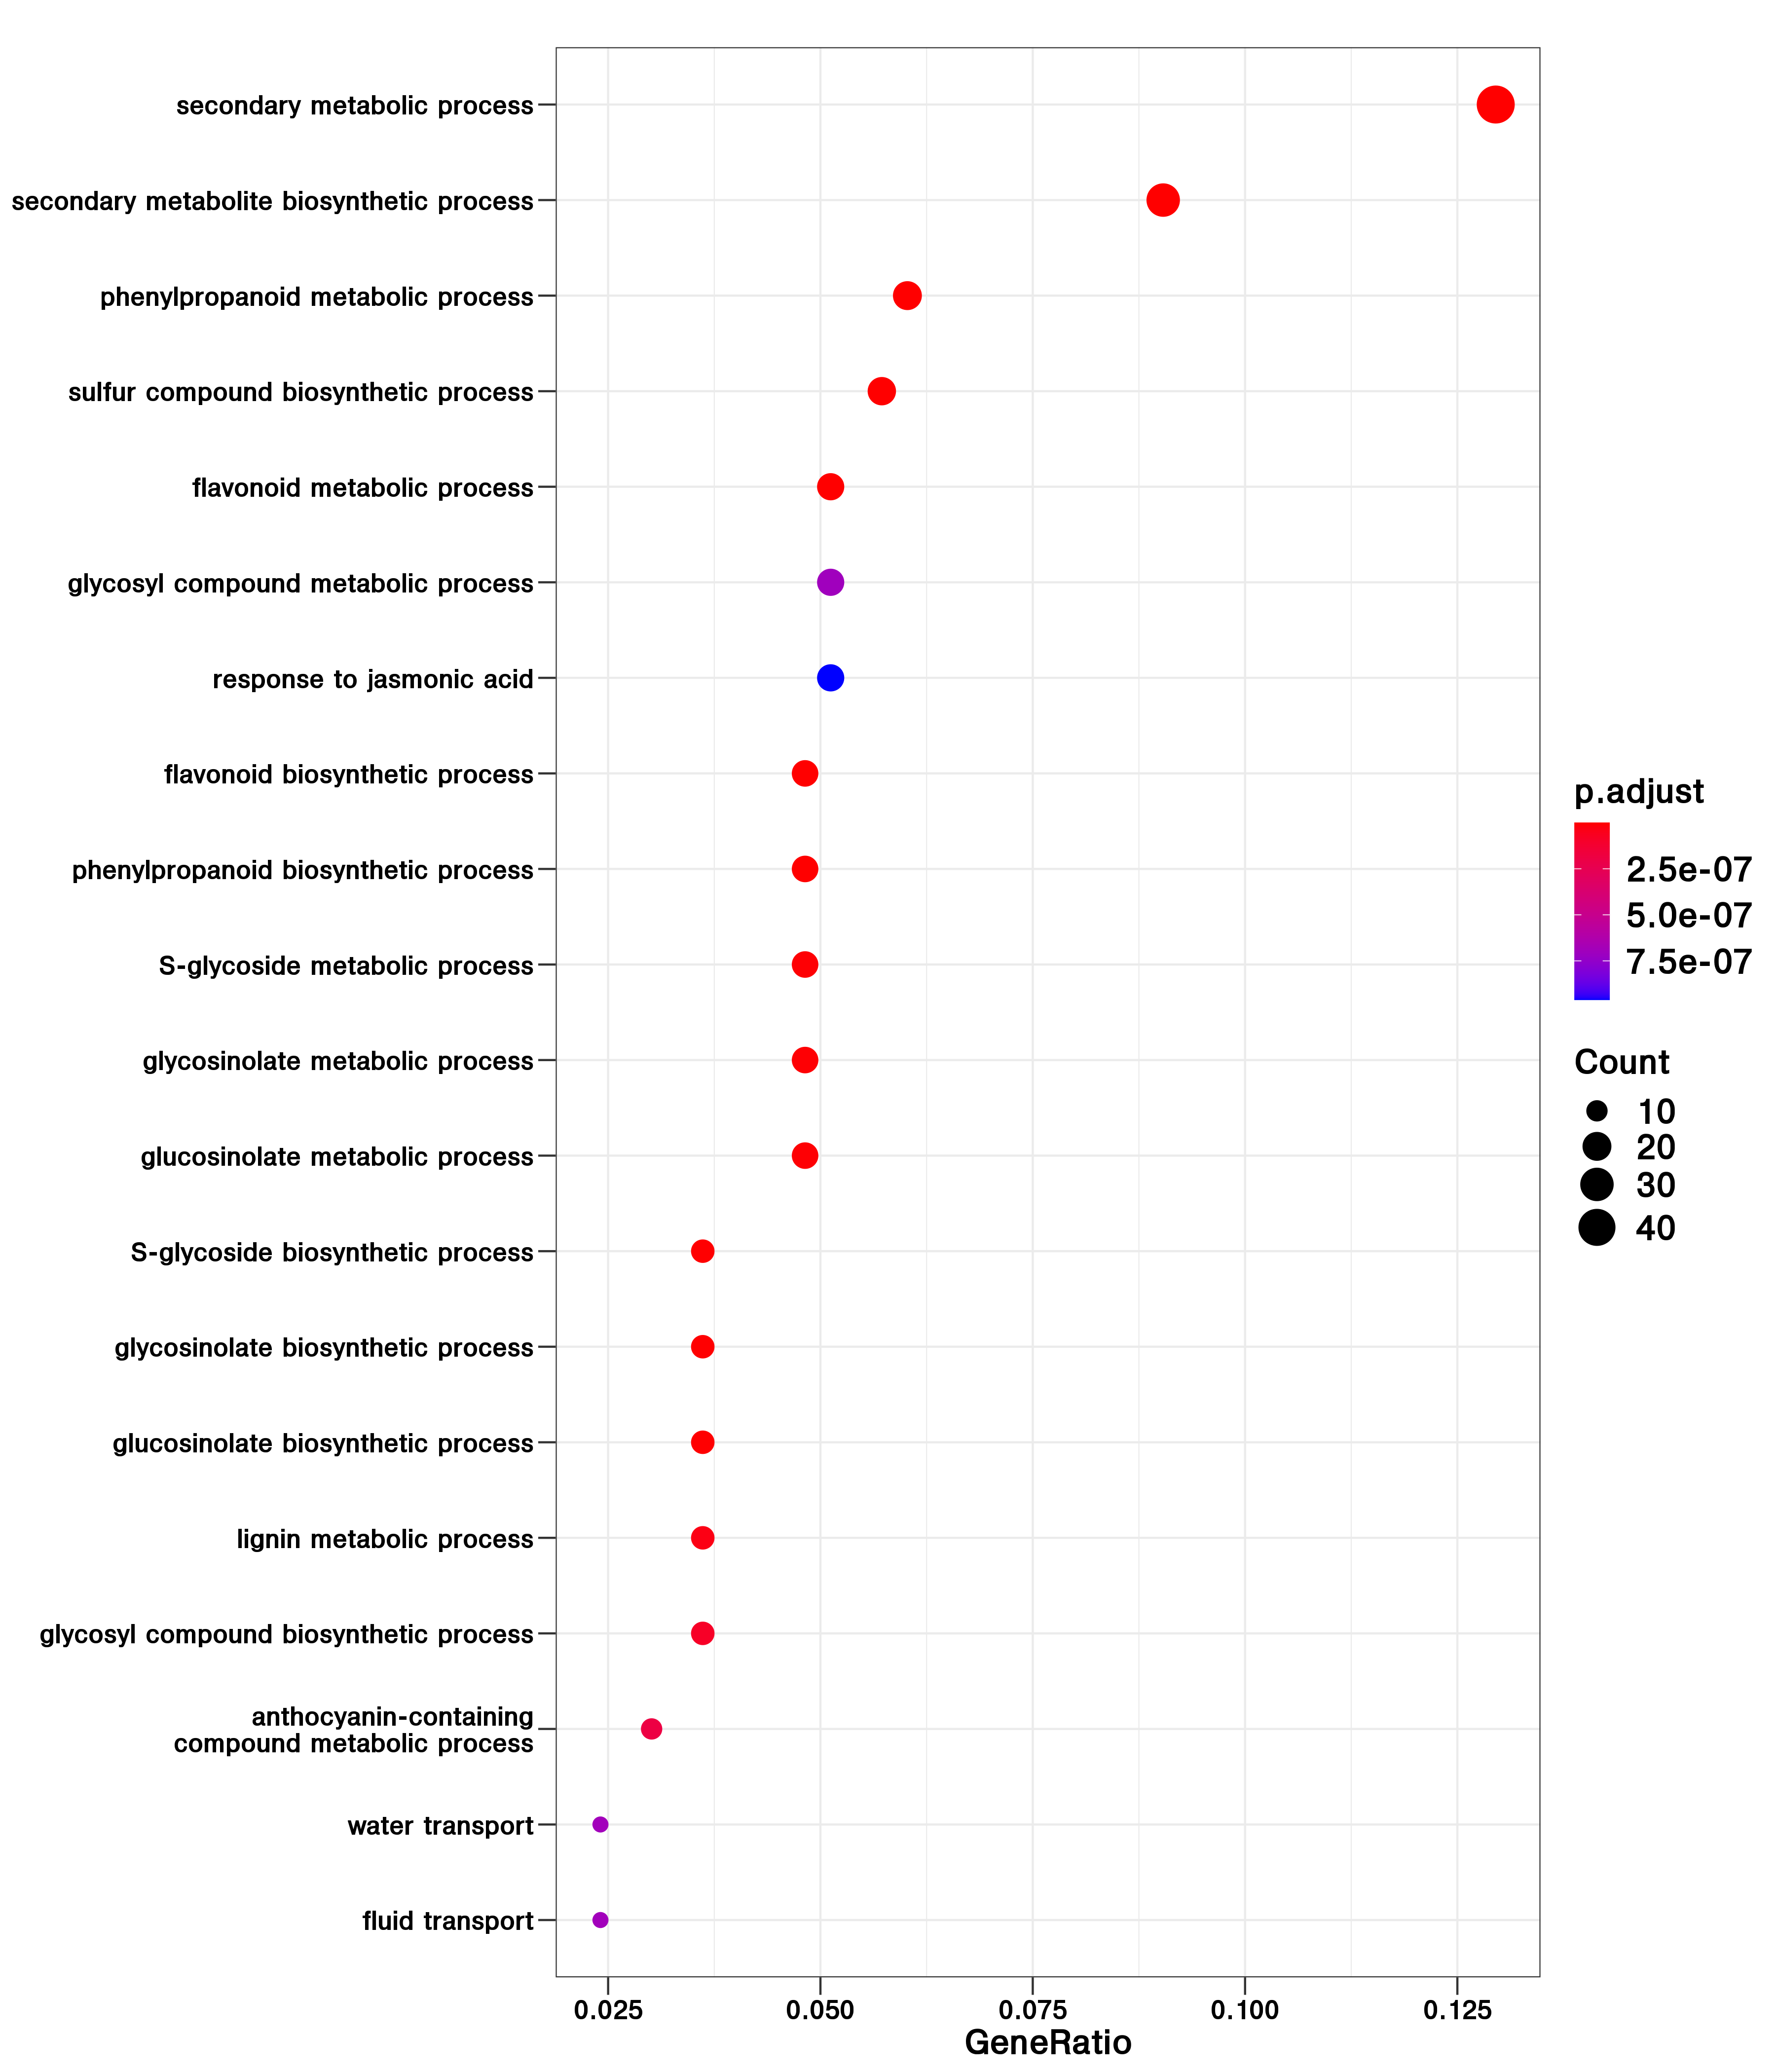 secondary metabolic process
secondary metabolite biosynthetic process
phenylpropanoid metabolic process
sulfur compound biosynthetic process
flavonoid metabolic process
glycosyl compound metabolic process
response to jasmonic acid
flavonoid biosynthetic process
phenylpropanoid biosynthetic process
S-glycoside metabolic process
glycosinolate metabolic process
glucosinolate metabolic process
S-glycoside biosynthetic process
glycosinolate biosynthetic process
glucosinolate biosynthetic process
lignin metabolic process
glycosyl compound biosynthetic process
anthocyanin-containing
compound metabolic process
water transport
fluid transport
0.025 0.050 0.075 0.100 0.125
GeneRatio
p.adjust
2.5e-07
5.0e-07
7.5e-07
Count
10
20
30
40